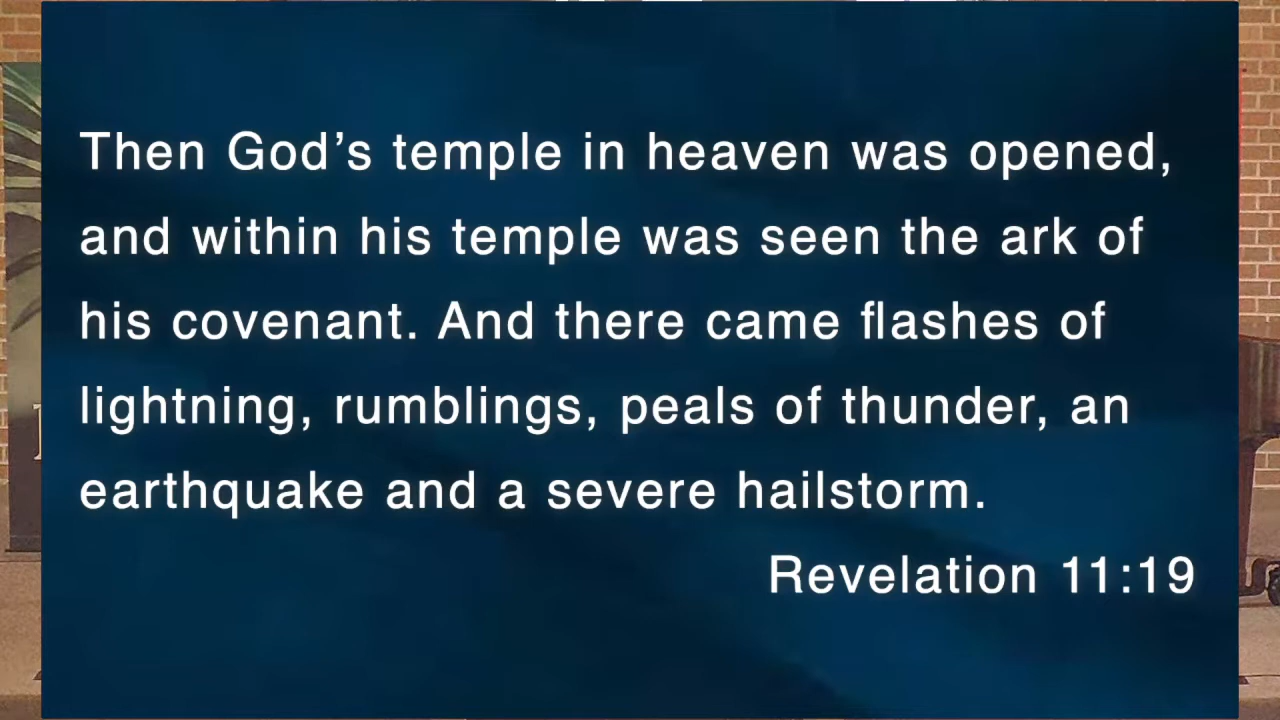 Then God’s temple in heaven was opened,
and within his temple was seen the ark of
his covenant. And there came flashes of
lightning, rumblings, peals of thunder, an
earthquake and a severe hailstorm.
Revelation 11:19